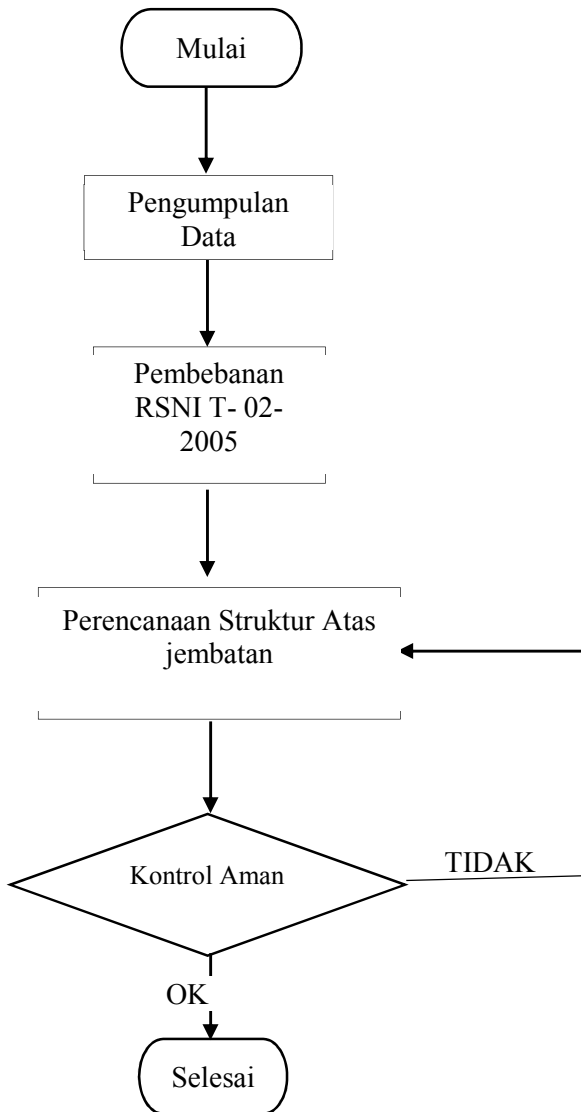 Mulai
Pengumpulan
Data
Pembebanan
RSNI T- 02-
2005
Perencanaan Struktur Atas
jembatan
Kontrol Aman
TIDAK
OK
Selesai